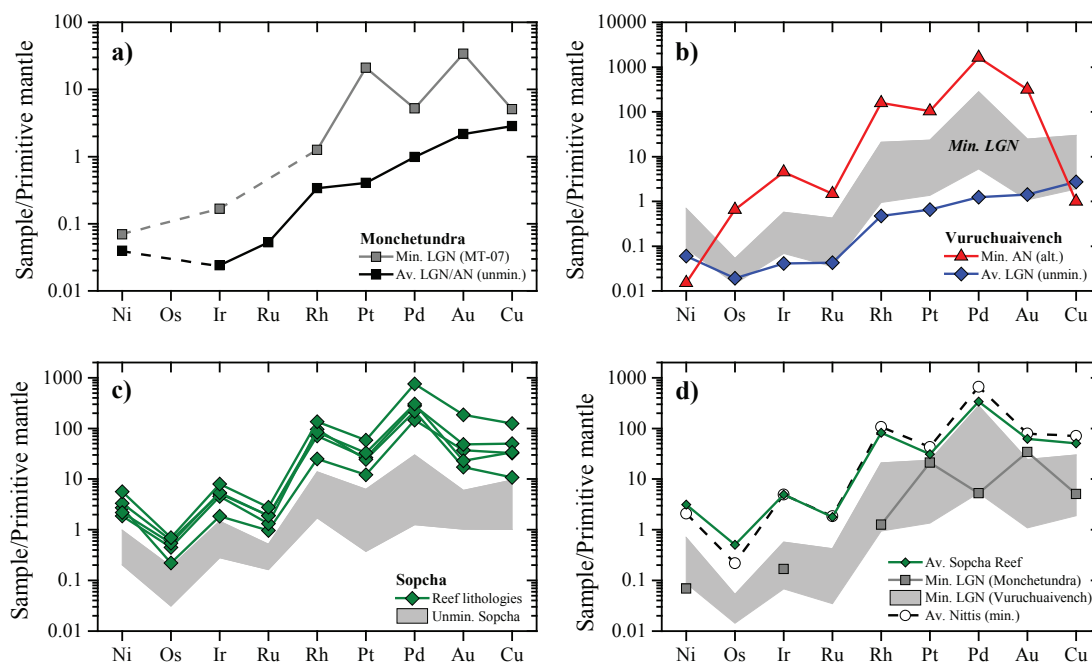 Sample/Primitive mantle
100
10
1
0.1
0.01
a)
Monchetundra
Min. LGN (MT-07)
Av. LGN/AN (unmin.)
Ni Os Ir Ru Rh Pt Pd Au Cu
Sample/Primitive mantle
10000
1000
100
10
1
0.1
0.01
b)
Min. LGN
Vuruchuaivench
Min. AN (alt.)
Av. LGN (unmin.)
Ni Os Ir Ru Rh Pt Pd Au Cu
Sample/Primitive mantle
1000
100
10
1
0.1
0.01
c)
Sopcha
Reef lithologies
Unmin. Sopcha
Ni Os Ir Ru Rh Pt Pd Au Cu
Sample/Primitive mantle
1000
100
10
1
0.1
0.01
d)
Av. Sopcha Reef
Min. LGN (Monchetundra)
Min. LGN (Vuruchuaivench)
Av. Nittis (min.)
Ni Os Ir Ru Rh Pt Pd Au Cu